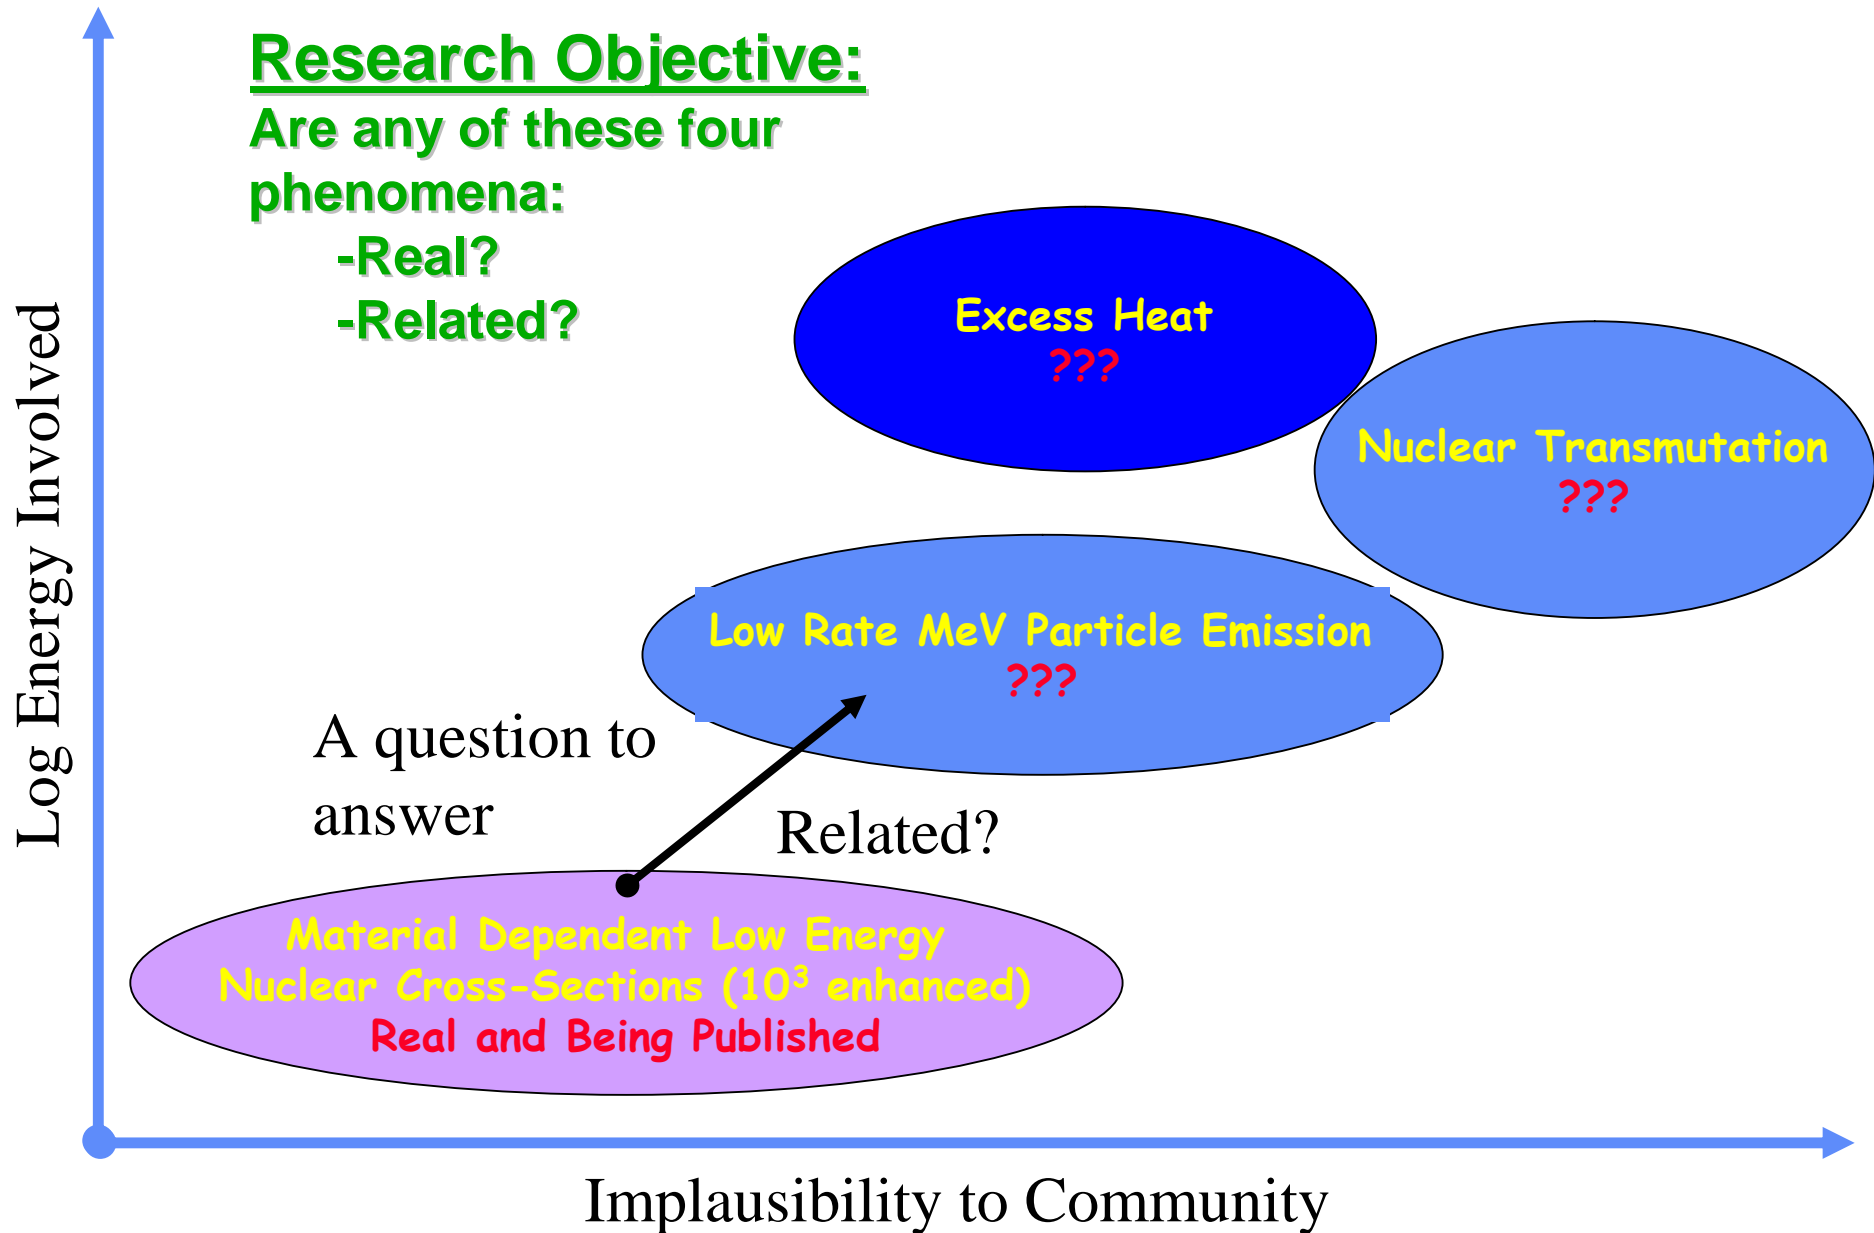 Research Objective:
Are any of these four
phenomena:
-Real?
-Related?
Excess Heat
???
Nuclear Transmutation
???
Low Rate MeV Particle Emission
???
A question to
answer
Related?
Material Dependent Low Energy
Nuclear Cross-Sections (10³ enhanced)
Real and Being Published
Log Energy Involved
Implausibility to Community